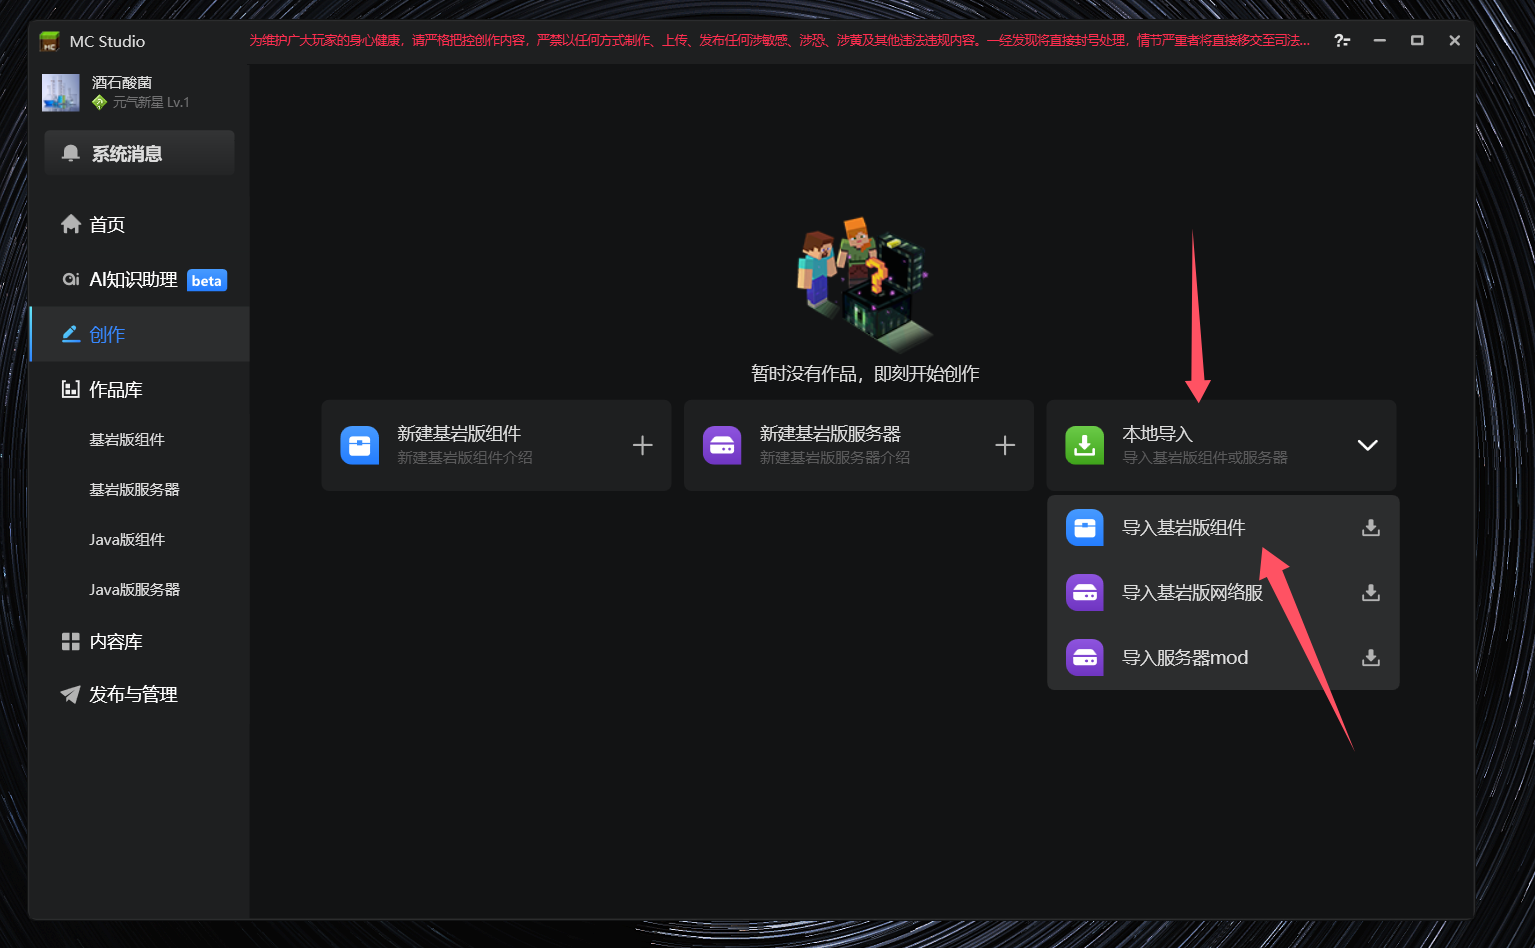 MC Studio
为维护广大玩家的身心健康，请严格把控创作内容，严禁以任何方式制作、上传、发布任何涉敏感、涉恐、涉黄及其他违法违规内容。一经发现将直接封号处理，情节严重者将直接移交至司法...
酒石酸菌
元气新星 Lv.1
系统消息
首页
AI知识助理 beta
创作
作品库
基岩版组件
基岩版服务器
Java版组件
Java版服务器
内容库
发布与管理
暂时没有作品，即刻开始创作
新建基岩版组件
新建基岩版组件介绍
新建基岩版服务器
新建基岩版服务器介绍
本地导入
导入基岩版组件或服务器
导入基岩版组件
导入基岩版网络服
导入服务器mod